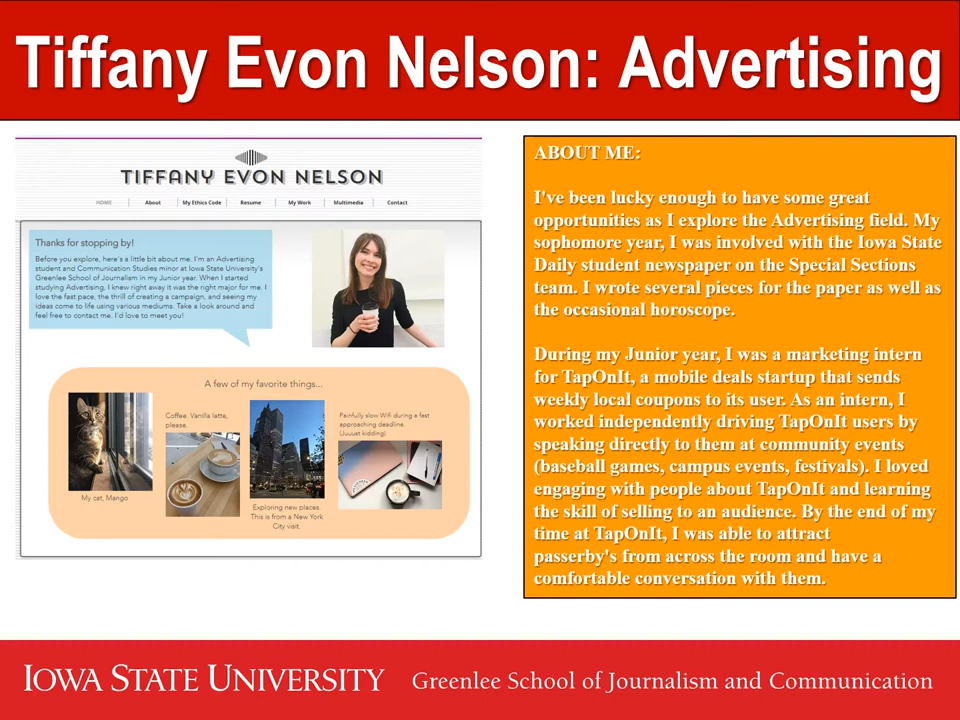 Tiffany Evon Nelson: Advertising
TIFFANY EVON NELSON
HOME About My Ethics Code Resume My Work Multimedia Contact
Thanks for stopping by!
Before you explore, here's a little bit about me. I'm an Advertising
student and Communication Studies minor at Iowa State University's
Greenlee School of Journalism in my Junior year. When I started
studying Advertising, I knew right away it was the right major for me. I
love the fast pace, the thrill of creating a campaign, and seeing my
ideas come to life using various mediums. Take a look around and
feel free to contact me. I'd love to meet you!
A few of my favorite things...
My cat, Mango
Coffee. Vanilla latte,
please.
Exploring new places.
This is from a New York
City visit.
Painfully slow Wifi during a fast
approaching deadline.
(Juuust kidding)
ABOUT ME:
I've been lucky enough to have some great
opportunities as I explore the Advertising field. My
sophomore year, I was involved with the Iowa State
Daily student newspaper on the Special Sections
team. I wrote several pieces for the paper as well as
the occasional horoscope.
During my Junior year, I was a marketing intern
for TapOnIt, a mobile deals startup that sends
weekly local coupons to its user. As an intern, I
worked independently driving TapOnIt users by
speaking directly to them at community events
(baseball games, campus events, festivals). I loved
engaging with people about TapOnIt and learning
the skill of selling to an audience. By the end of my
time at TapOnIt, I was able to attract
passerby's from across the room and have a
comfortable conversation with them.
IOWA STATE UNIVERSITY Greenlee School of Journalism and Communication